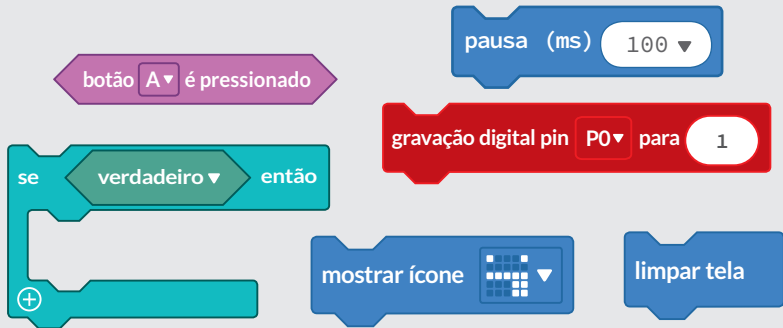 pausa (ms) 100
botão A é pressionado
gravação digital pin P0 para 1
se verdadeiro então
mostrar ícone
limpar tela